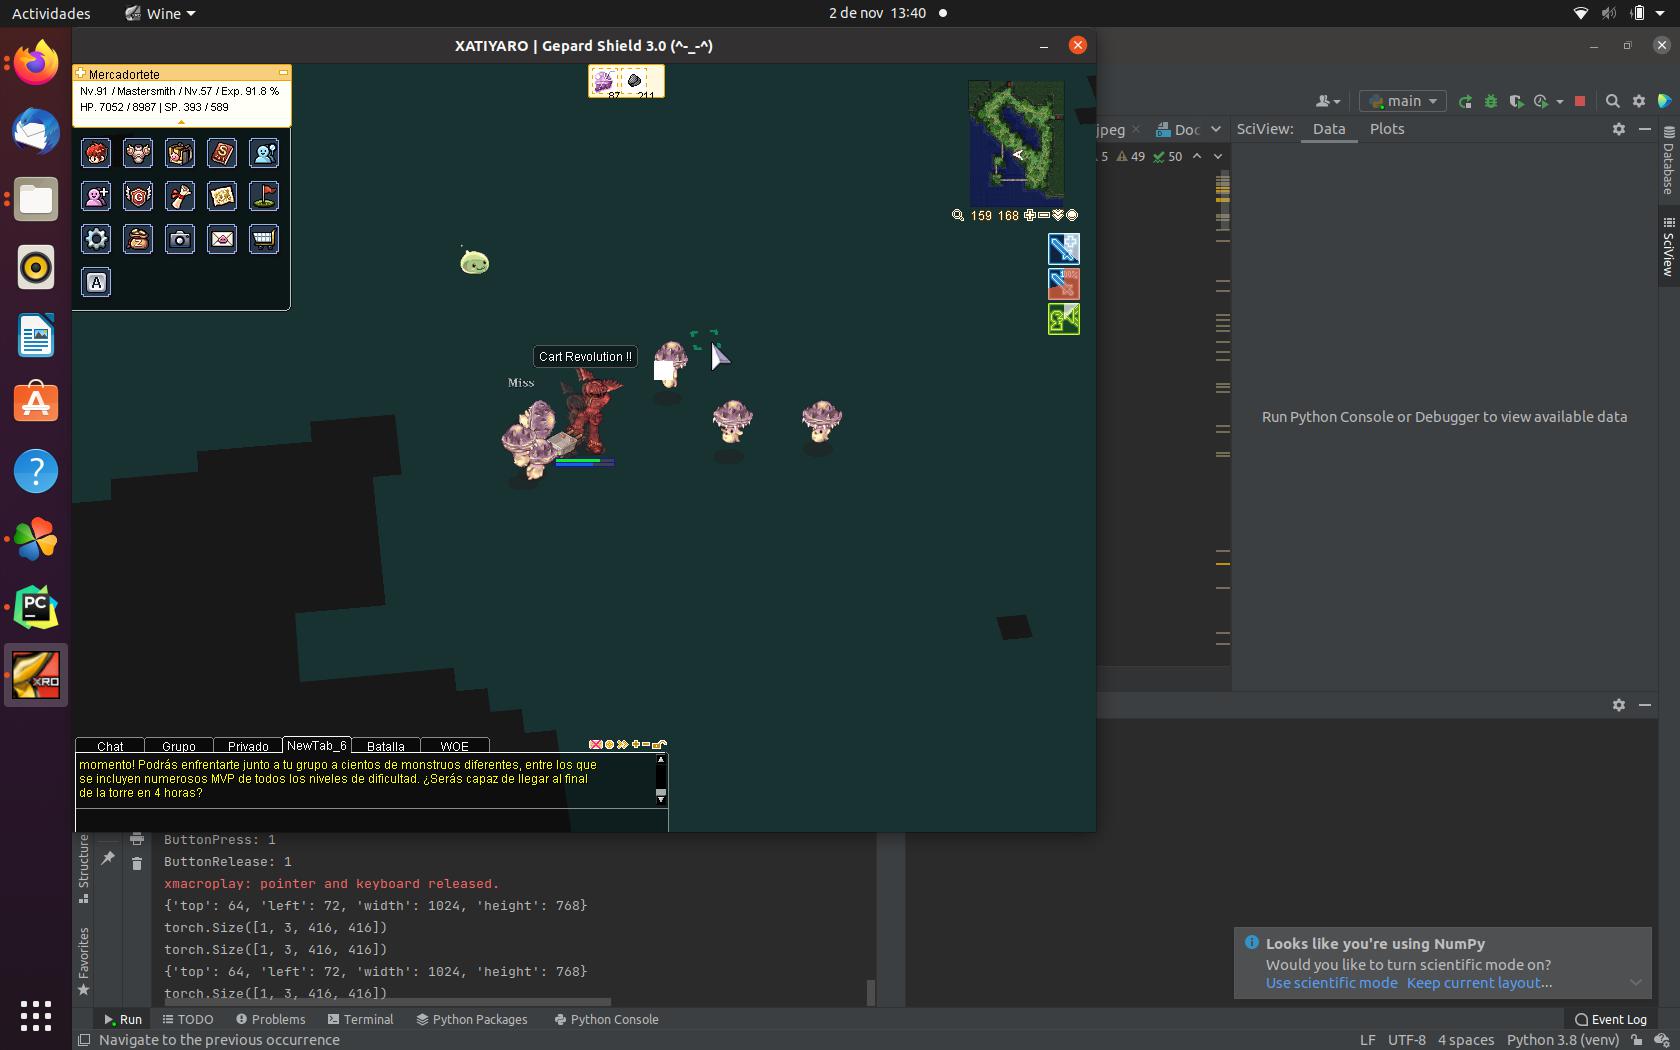 Actividades
Wine
2 de nov 13:40
XATIYARO | Gepard Shield 3.0 (^-_-^)
Mercadortete
Nv.91 / Mastersmith / Nv.57 / Exp. 91.8 %
HP. 7052 / 8987 | SP. 393 / 589
87 211
A
159 168
Cart Revolution !!
Miss
Chat
Grupo
Privado
NewTab_6
Batalla
WOE
momento! Podrás enfrentarte junto a tu grupo a cientos de monstruos diferentes, entre los que
se incluyen numerosos MVP de todos los niveles de dificultad. ¿Serás capaz de llegar al final
de la torre en 4 horas?
main
jpeg
Doc
SciView:
Data
Plots
5 49 50
Database
SciView
Run Python Console or Debugger to view available data
PC
XRO
Structure
Favorites
ButtonPress: 1
ButtonRelease: 1
xmacroplay: pointer and keyboard released.
{'top': 64, 'left': 72, 'width': 1024, 'height': 768}
torch.Size([1, 3, 416, 416])
torch.Size([1, 3, 416, 416])
{'top': 64, 'left': 72, 'width': 1024, 'height': 768}
torch.Size([1, 3, 416, 416])
Looks like you're using NumPy
Would you like to turn scientific mode on?
Use scientific mode Keep current layout...
Run
TODO
Problems
Terminal
Python Packages
Python Console
Event Log
Navigate to the previous occurrence
LF UTF-8 4 spaces Python 3.8 (venv)